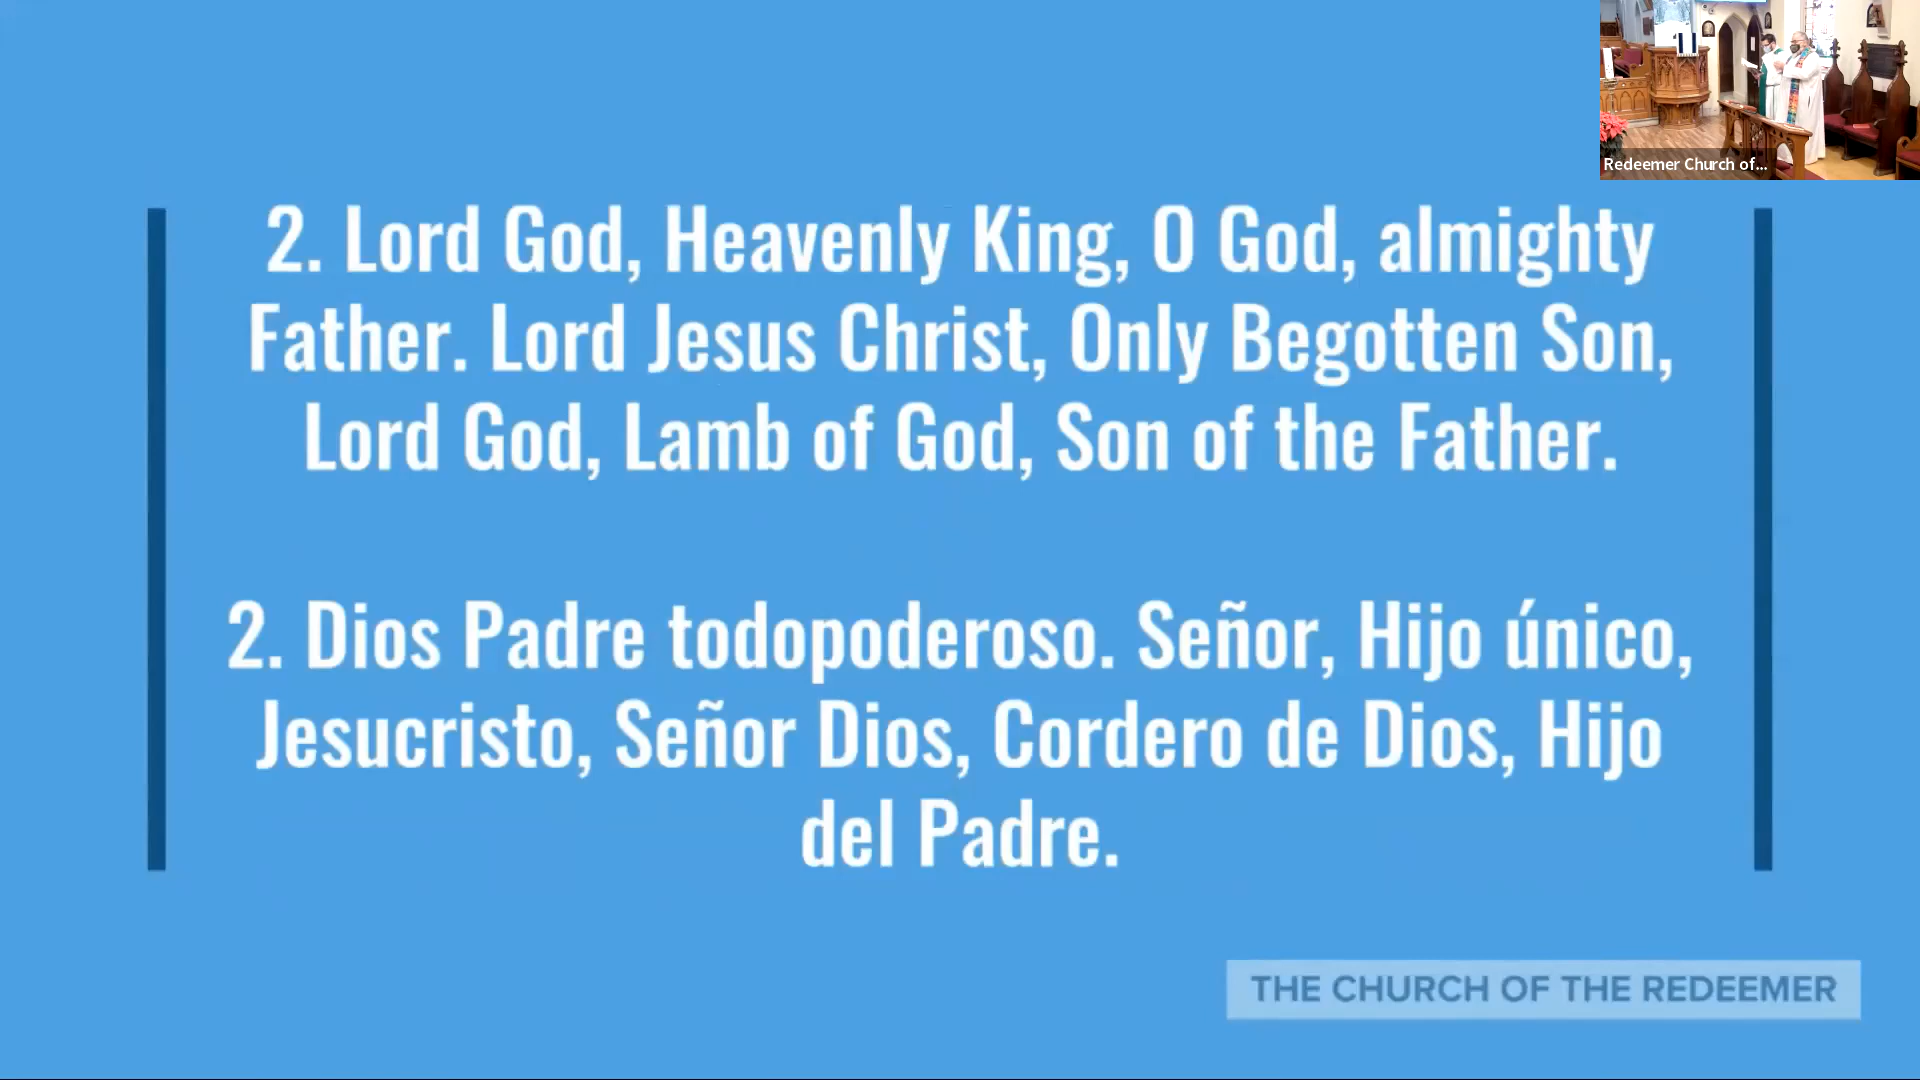 Redeemer Church of...
2. Lord God, Heavenly King, O God, almighty
Father. Lord Jesus Christ, Only Begotten Son,
Lord God, Lamb of God, Son of the Father.
2. Dios Padre todopoderoso. Señor, Hijo único,
Jesucristo, Señor Dios, Cordero de Dios, Hijo
del Padre.
THE CHURCH OF THE REDEEMER